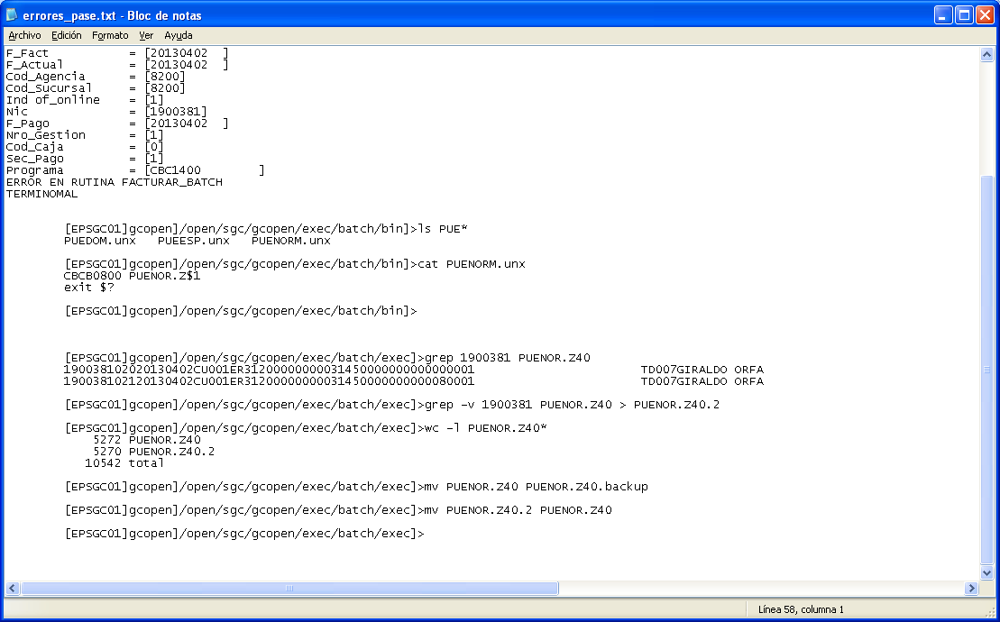 errores_pase.txt - Bloc de notas
Archivo Edición Formato Ver Ayuda
F_Fact = [20130402 ]
F_Actual = [20130402 ]
Cod_Agencia = [8200]
Cod_Sucursal = [8200]
Ind of_online = [1]
Nic = [1900381]
F_Pago = [20130402 ]
Nro_Gestion = [1]
Cod_Caja = [0]
Sec_Pago = [1]
Programa = [CBC1400 ]
ERROR EN RUTINA FACTURAR_BATCH
TERMINOMAL
[EPSGC01]gcopen]/open/sgc/gcopen/exec/batch/bin]>ls PUE*
PUEDOM.unx PUEESP.unx PUENORM.unx
[EPSGC01]gcopen]/open/sgc/gcopen/exec/batch/bin]>cat PUENORM.unx
CBCB0800 PUENOR.Z$1
exit $?
[EPSGC01]gcopen]/open/sgc/gcopen/exec/batch/bin]>
[EPSGC01]gcopen]/open/sgc/gcopen/exec/batch/exec]>grep 1900381 PUENOR.Z40
190038102020130402CU001ER31200000000031450000000000000001 TD007GIRALDO ORFA
190038102120130402CU001ER31200000000031450000000000080001 TD007GIRALDO ORFA
[EPSGC01]gcopen]/open/sgc/gcopen/exec/batch/exec]>grep -v 1900381 PUENOR.Z40 > PUENOR.Z40.2
[EPSGC01]gcopen]/open/sgc/gcopen/exec/batch/exec]>wc -l PUENOR.Z40*
5272 PUENOR.Z40
5270 PUENOR.Z40.2
10542 total
[EPSGC01]gcopen]/open/sgc/gcopen/exec/batch/exec]>mv PUENOR.Z40 PUENOR.Z40.backup
[EPSGC01]gcopen]/open/sgc/gcopen/exec/batch/exec]>mv PUENOR.Z40.2 PUENOR.Z40
[EPSGC01]gcopen]/open/sgc/gcopen/exec/batch/exec]>
Línea 58, columna 1